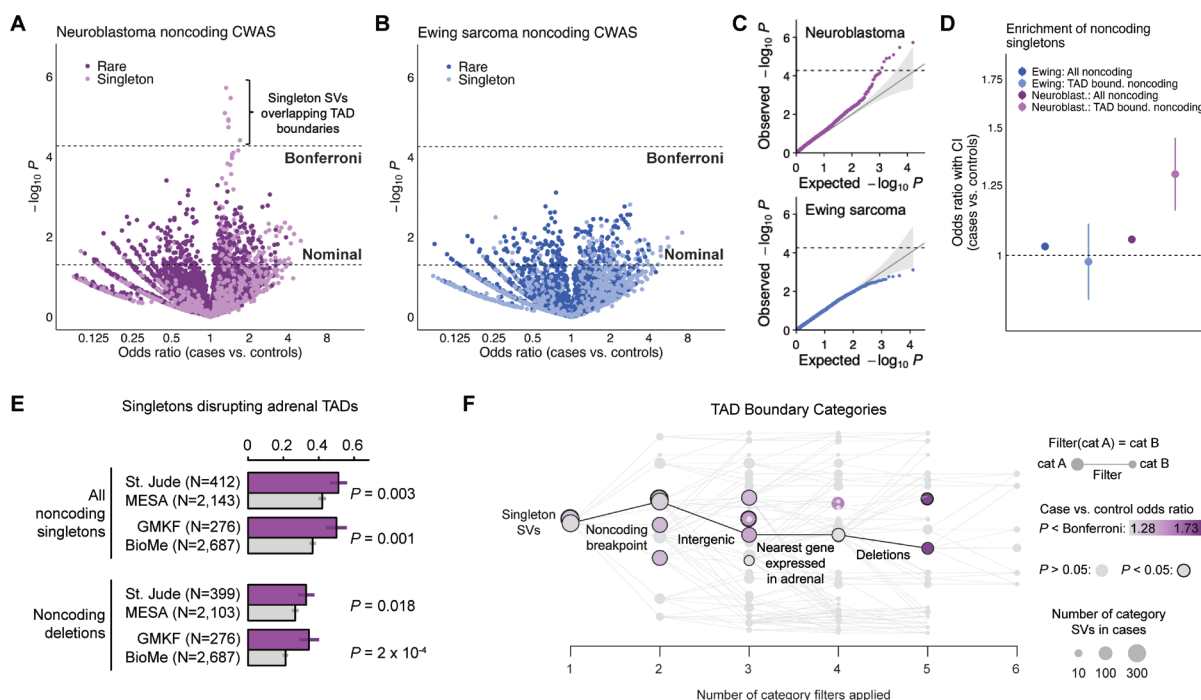 A
Neuroblastoma noncoding CWAS
Rare
Singleton
Singleton SVs
overlapping TAD
boundaries
Bonferroni
Nominal
−log10 P
6
4
2
0
0.125 0.25 0.5 1 2 4 8
Odds ratio (cases vs. controls)
B
Ewing sarcoma noncoding CWAS
Rare
Singleton
Bonferroni
Nominal
−log10 P
6
4
2
0
0.125 0.25 0.5 1 2 4 8
Odds ratio (cases vs. controls)
C
Neuroblastoma
Observed −log10 P
6
4
2
0
0 1 2 3 4
Expected −log10 P
Ewing sarcoma
Observed −log10 P
6
4
2
0
0 1 2 3 4
Expected −log10 P
D
Enrichment of noncoding
singletons
Ewing: All noncoding
Ewing: TAD bound. noncoding
Neuroblast.: All noncoding
Neuroblast.: TAD bound. noncoding
Odds ratio with CI
(cases vs. controls)
1.75
1.5
1.25
1
E
Singletons disrupting adrenal TADs
0 0.2 0.4 0.6
All
noncoding
singletons
St. Jude (N=412)
MESA (N=2,143)
P = 0.003
GMKF (N=276)
BioMe (N=2,687)
P = 0.001
Noncoding
deletions
St. Jude (N=399)
MESA (N=2,103)
P = 0.018
GMKF (N=276)
BioMe (N=2,687)
P = 2 x 10-4
F
TAD Boundary Categories
Singleton
SVs
Noncoding
breakpoint
Intergenic
Nearest gene
expressed
in adrenal
Deletions
1 2 3 4 5 6
Number of category filters applied
Filter(cat A) = cat B
cat A cat B
Filter
Case vs. control odds ratio
P < Bonferroni: 1.28 1.73
P > 0.05: P < 0.05:
Number of category
SVs in cases
10 100 300